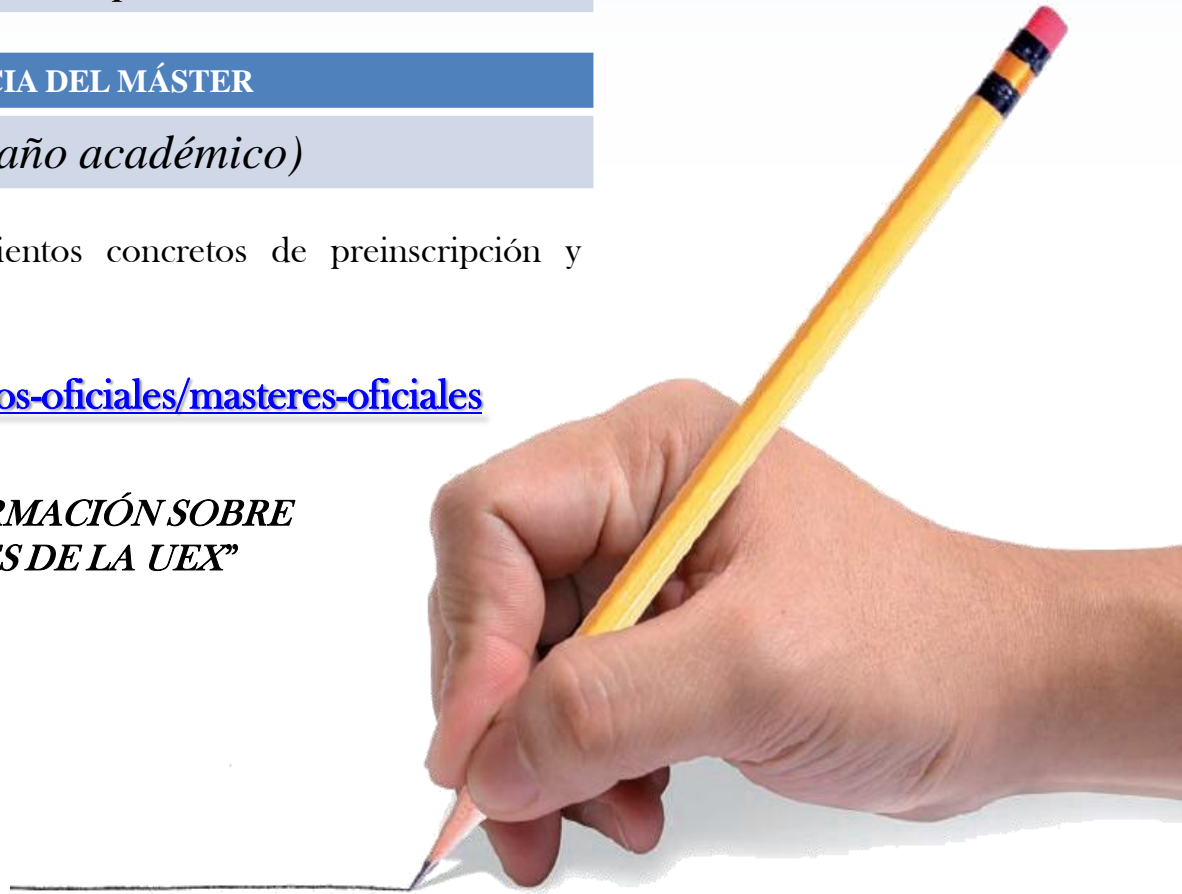 CIA DEL MÁSTER
año académico)
ientos concretos de preinscripción y
os-oficiales/masteres-oficiales
RMACIÓN SOBRE
S DE LA UEX”